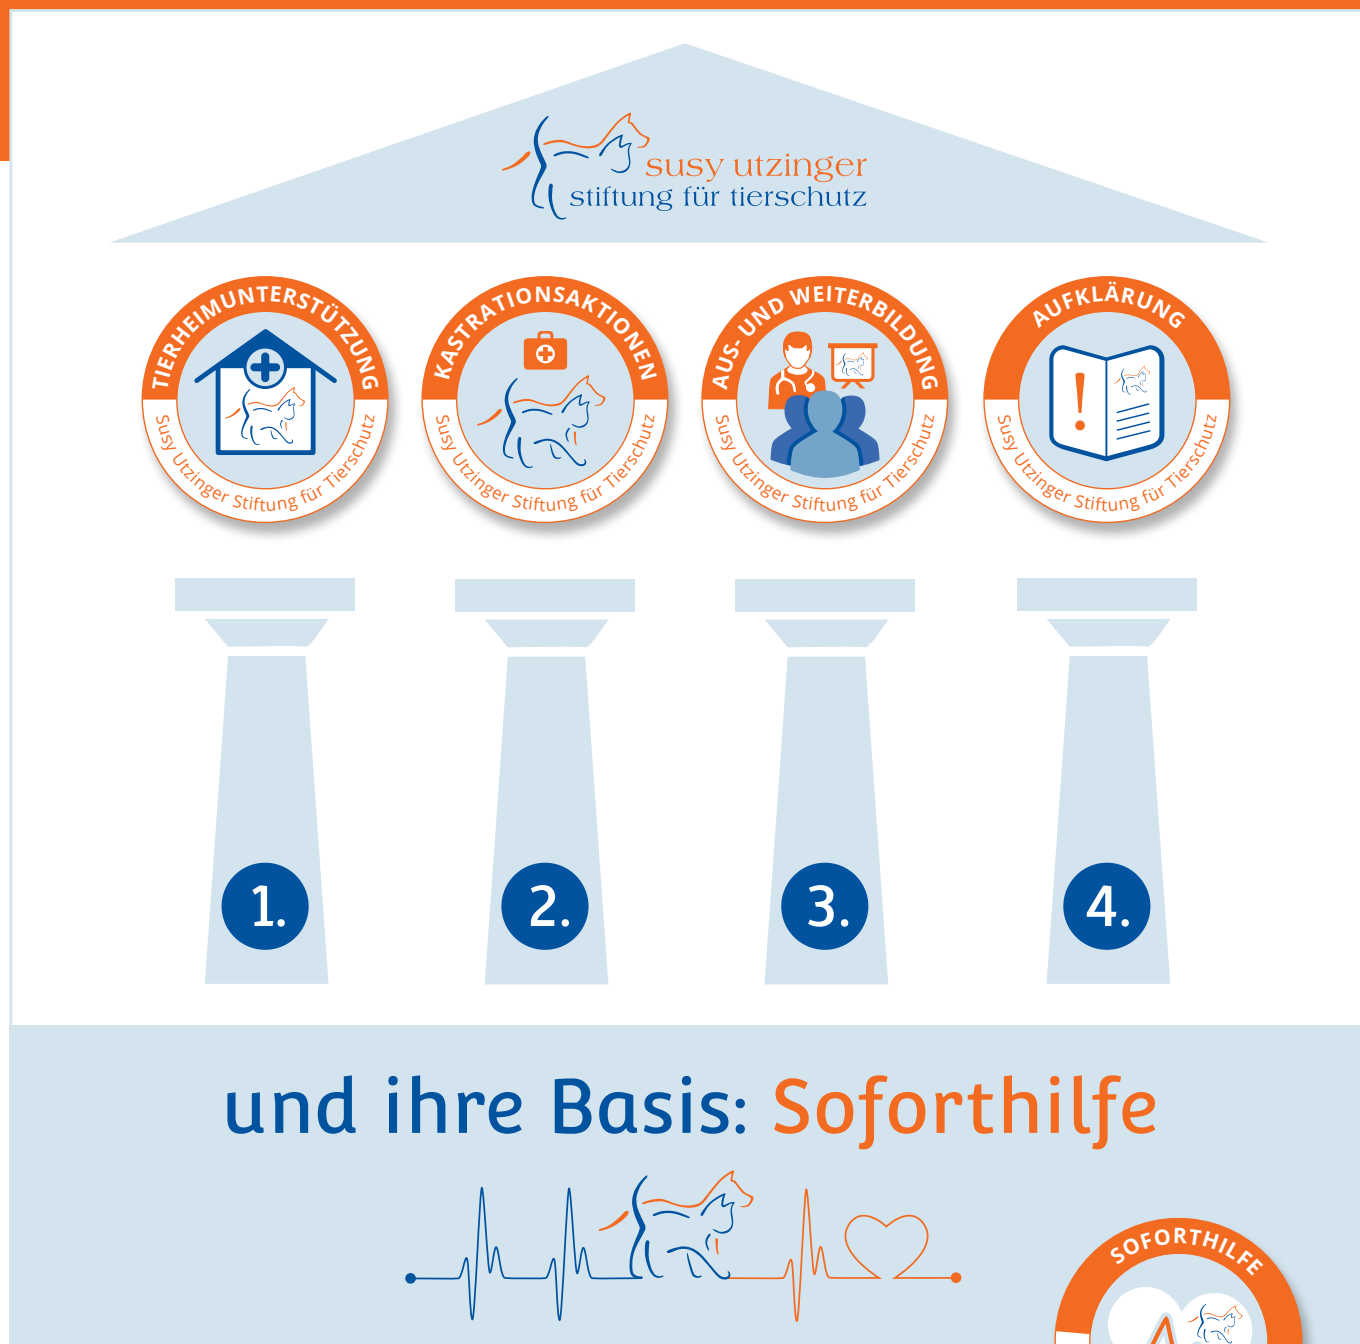 susy utzinger
stiftung für tierschutz
TIERHEIMUNTERSTÜTZUNG
Susy Utzinger Stiftung für Tierschutz
KASTRATIONSAKTIONEN
Susy Utzinger Stiftung für Tierschutz
AUS- UND WEITERBILDUNG
Susy Utzinger Stiftung für Tierschutz
AUFKLÄRUNG
Susy Utzinger Stiftung für Tierschutz
1.
2.
3.
4.
und ihre Basis: Soforthilfe
SOFORTHILFE